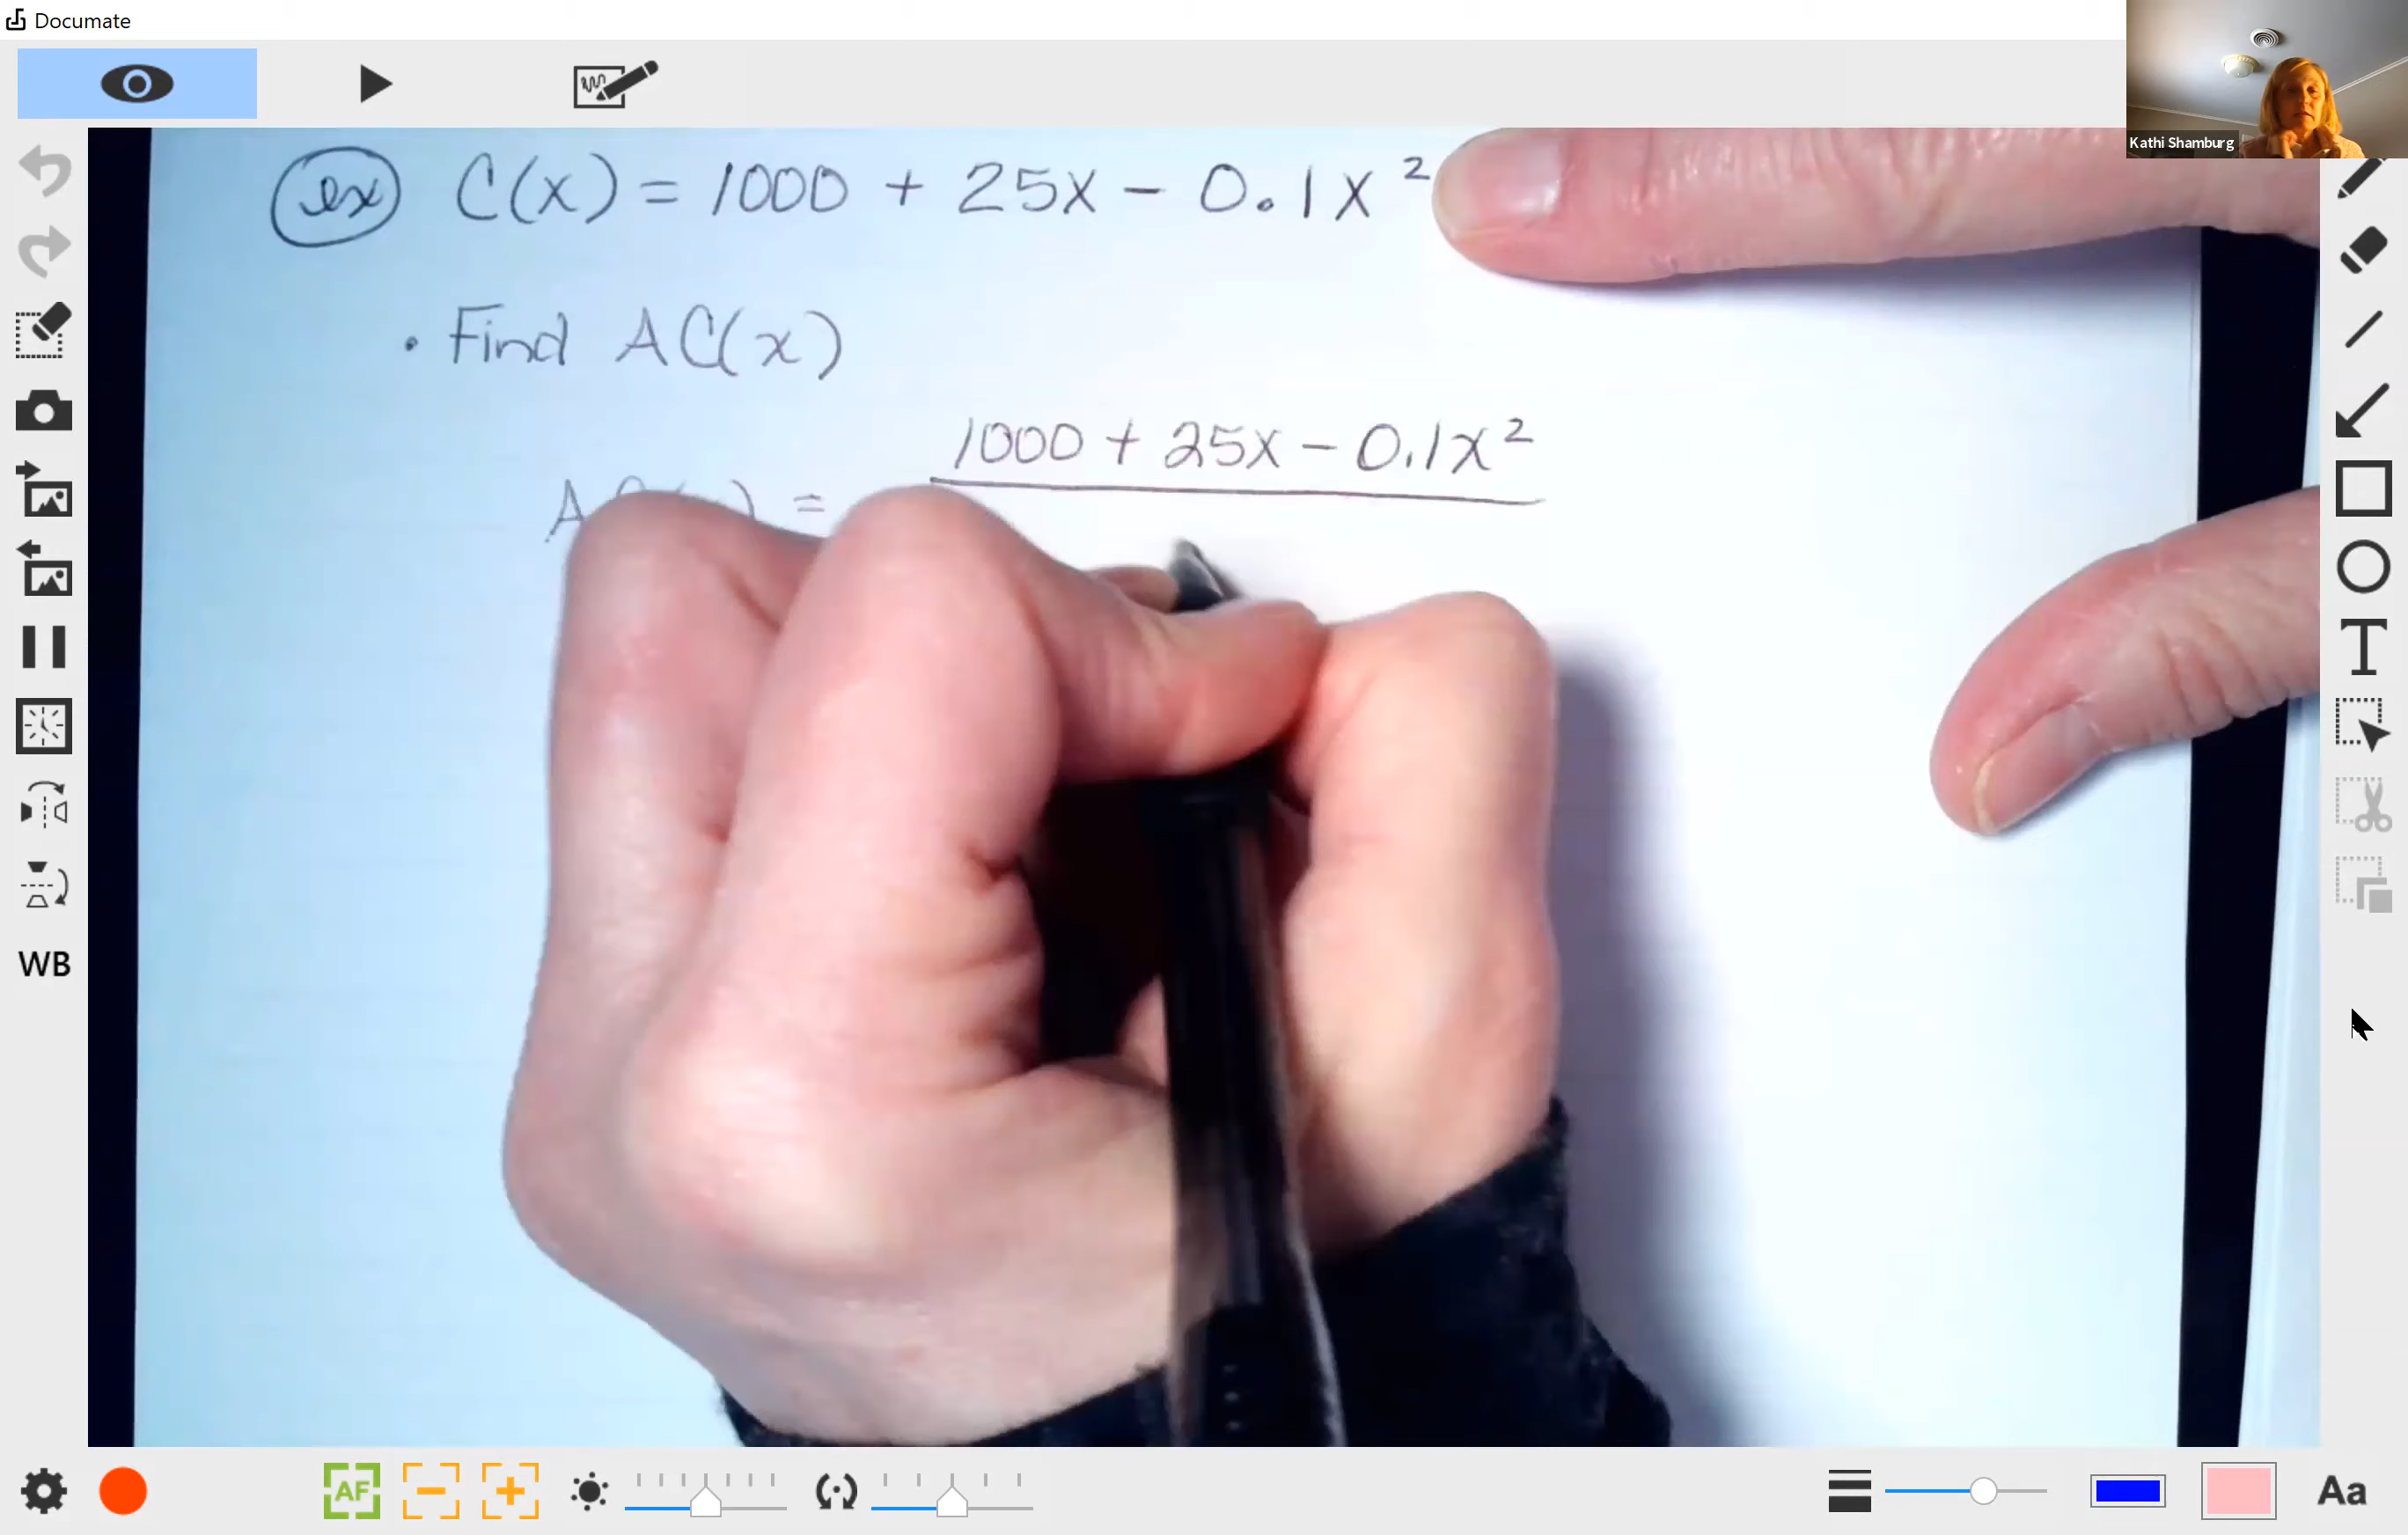 Documate
Kathi Shamburg
ex C(x) = 1000 + 25x - 0.1x²
• Find AC(x)
1000 + 25x - 0.1x²
A ) =
T
WB
AF
Aa